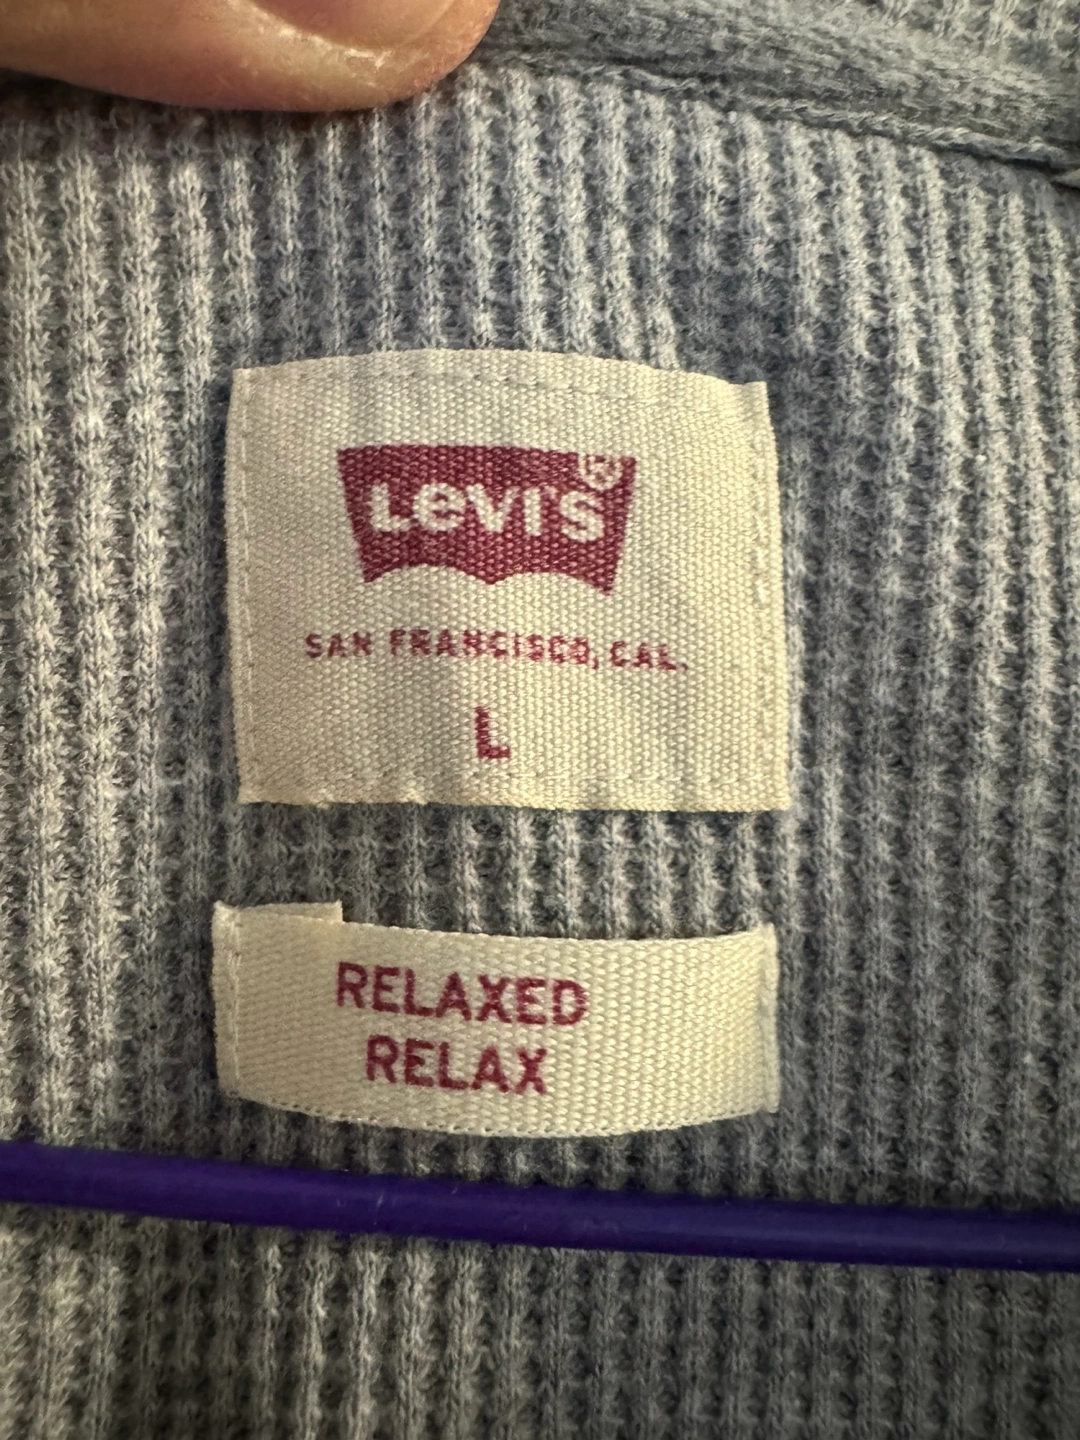 Levi's®
SAN FRANCISCO, CAL.
L
RELAXED
RELAX